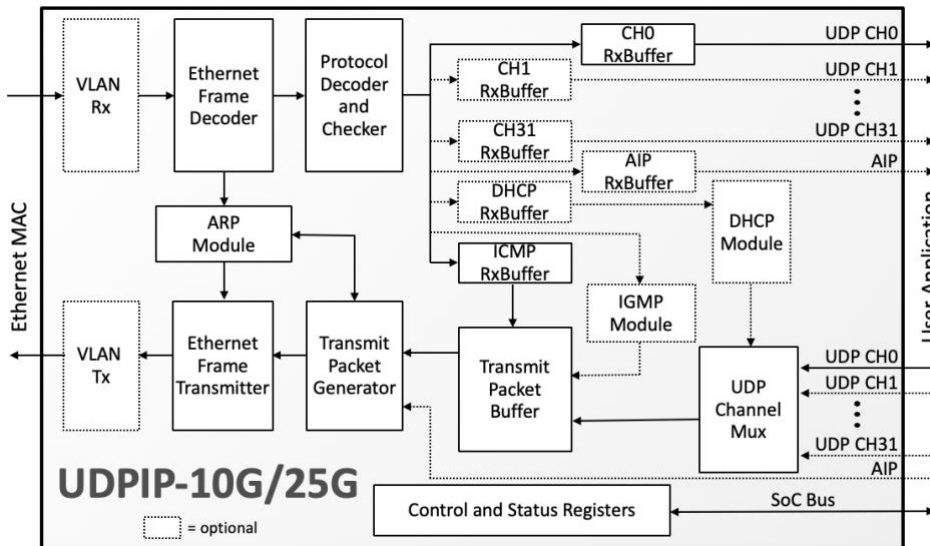 CH0
RxBuffer
UDP CH0
VLAN
Rx
Ethernet
Frame
Decoder
Protocol
Decoder
and
Checker
CH1
RxBuffer
UDP CH1
CH31
RxBuffer
UDP CH31
AIP
RxBuffer
AIP
DHCP
RxBuffer
DHCP
Module
ARP
Module
ICMP
RxBuffer
IGMP
Module
Ethernet MAC
User Application
VLAN
Tx
Ethernet
Frame
Transmitter
Transmit
Packet
Generator
Transmit
Packet
Buffer
UDP
Channel
Mux
UDP CH0
UDP CH1
UDP CH31
AIP
UDPIP-10G/25G
= optional
Control and Status Registers
SoC Bus